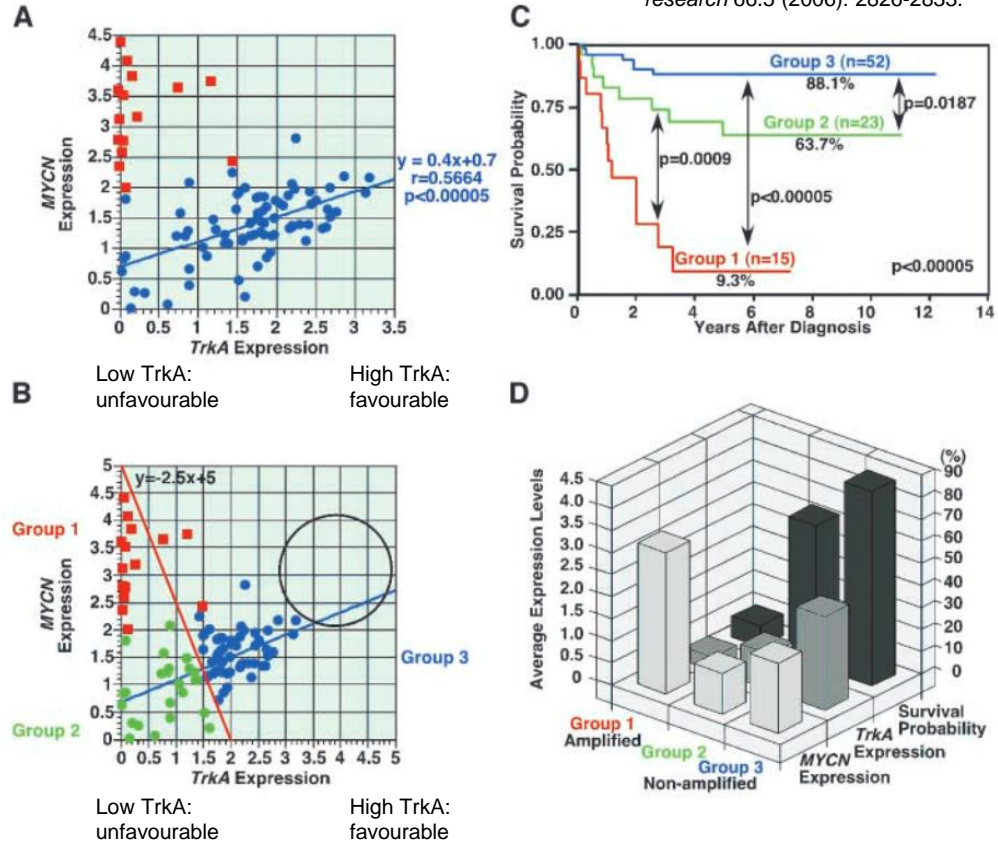 research 66.5 (2006): 2826-2833.
A
4.5
4
3.5
3
2.5
2
1.5
1
0.5
0
MYCN
Expression
y = 0.4x+0.7
r=0.5664
p<0.00005
0 0.5 1 1.5 2 2.5 3 3.5
TrkA Expression
Low TrkA:
unfavourable
High TrkA:
favourable
C
1.00
0.75
0.50
0.25
0.00
Survival Probability
Group 3 (n=52)
88.1%
p=0.0187
Group 2 (n=23)
63.7%
p=0.0009
p<.00005
Group 1 (n=15)
9.3%
p<0.00005
0 2 4 6 8 10 12 14
Years After Diagnosis
B
5
4.5
4
3.5
3
2.5
2
1.5
1
0.5
0
y=-2.5x+5
Group 1
MYCN
Expression
Group 3
Group 2
0 0.5 1 1.5 2 2.5 3 3.5 4 4.5 5
TrkA Expression
Low TrkA:
unfavourable
High TrkA:
favourable
D
Average Expression Levels
4.5
4.0
3.5
3.0
2.5
2.0
1.5
1.0
0.5
0
(%)
90
80
70
60
50
40
30
20
10
0
Group 1
Amplified
Group 2
Group 3
Non-amplified
MYCN
Expression
TrkA
Expression
Survival
Probability